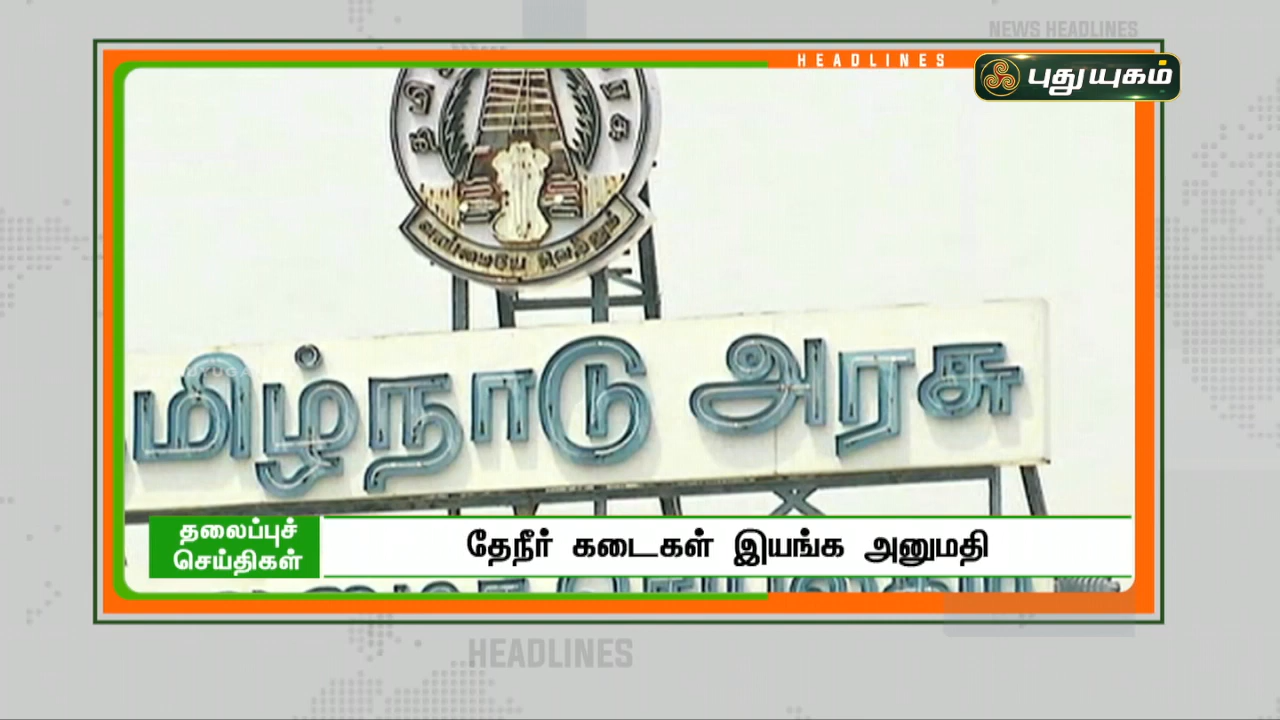 NEWS HEADLINES
HEADLINES
புதுயுகம்
வாய்மையே வெல்லும்
மிழ்நாடு அரசு
தலைப்புச்
செய்திகள்
தேநீர் கடைகள் இயங்க அனுமதி
HEADLINES